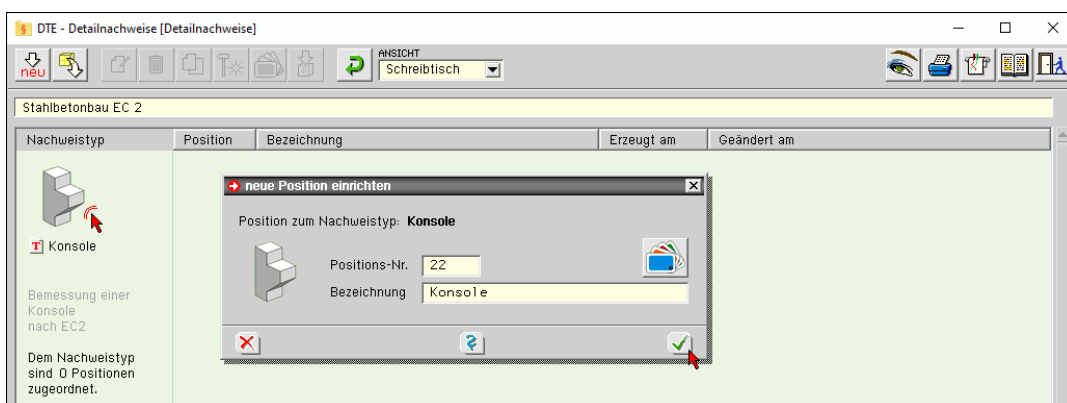 DTE - Detailnachweise [Detailnachweise]
neu
ANSICHT
Schreibtisch
Stahlbetonbau EC 2
Nachweistyp Position Bezeichnung Erzeugt am Geändert am
neue Position einrichten
Position zum Nachweistyp: Konsole
Positions-Nr. 22
Bezeichnung Konsole
T Konsole
Bemessung einer
Konsole
nach EC2
Dem Nachweistyp
sind 0 Positionen
zugeordnet.